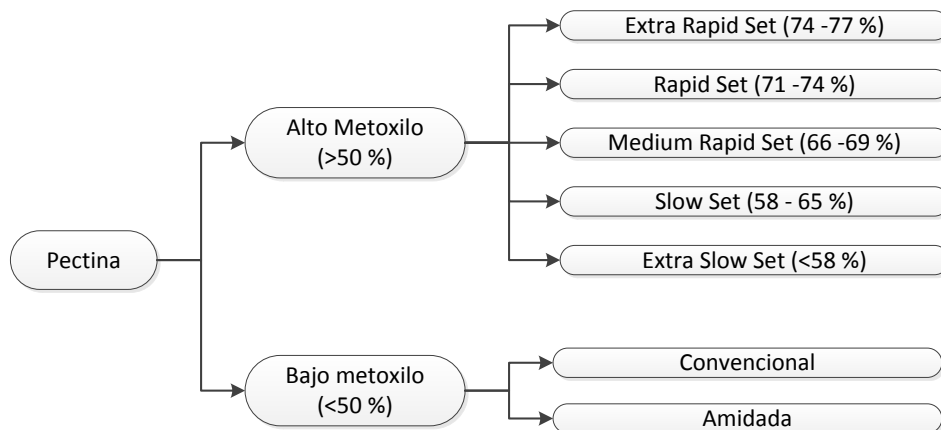 Extra Rapid Set (74 -77 %)
Rapid Set (71 -74 %)
Alto Metoxilo
(>50 %)
Medium Rapid Set (66 -69 %)
Slow Set (58 - 65 %)
Pectina
Extra Slow Set (<58 %)
Bajo metoxilo
(<50 %)
Convencional
Amidada